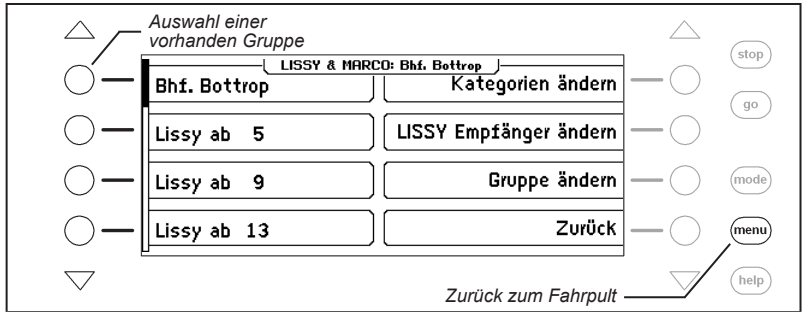 Auswahl einer
vorhanden Gruppe
LISSY & MARCO: Bhf. Bottrop
Bhf. Bottrop
Kategorien ändern
Lissy ab 5
LISSY Empfänger ändern
Lissy ab 9
Gruppe ändern
Lissy ab 13
Zurück
stop
go
mode
menu
help
Zurück zum Fahrpult